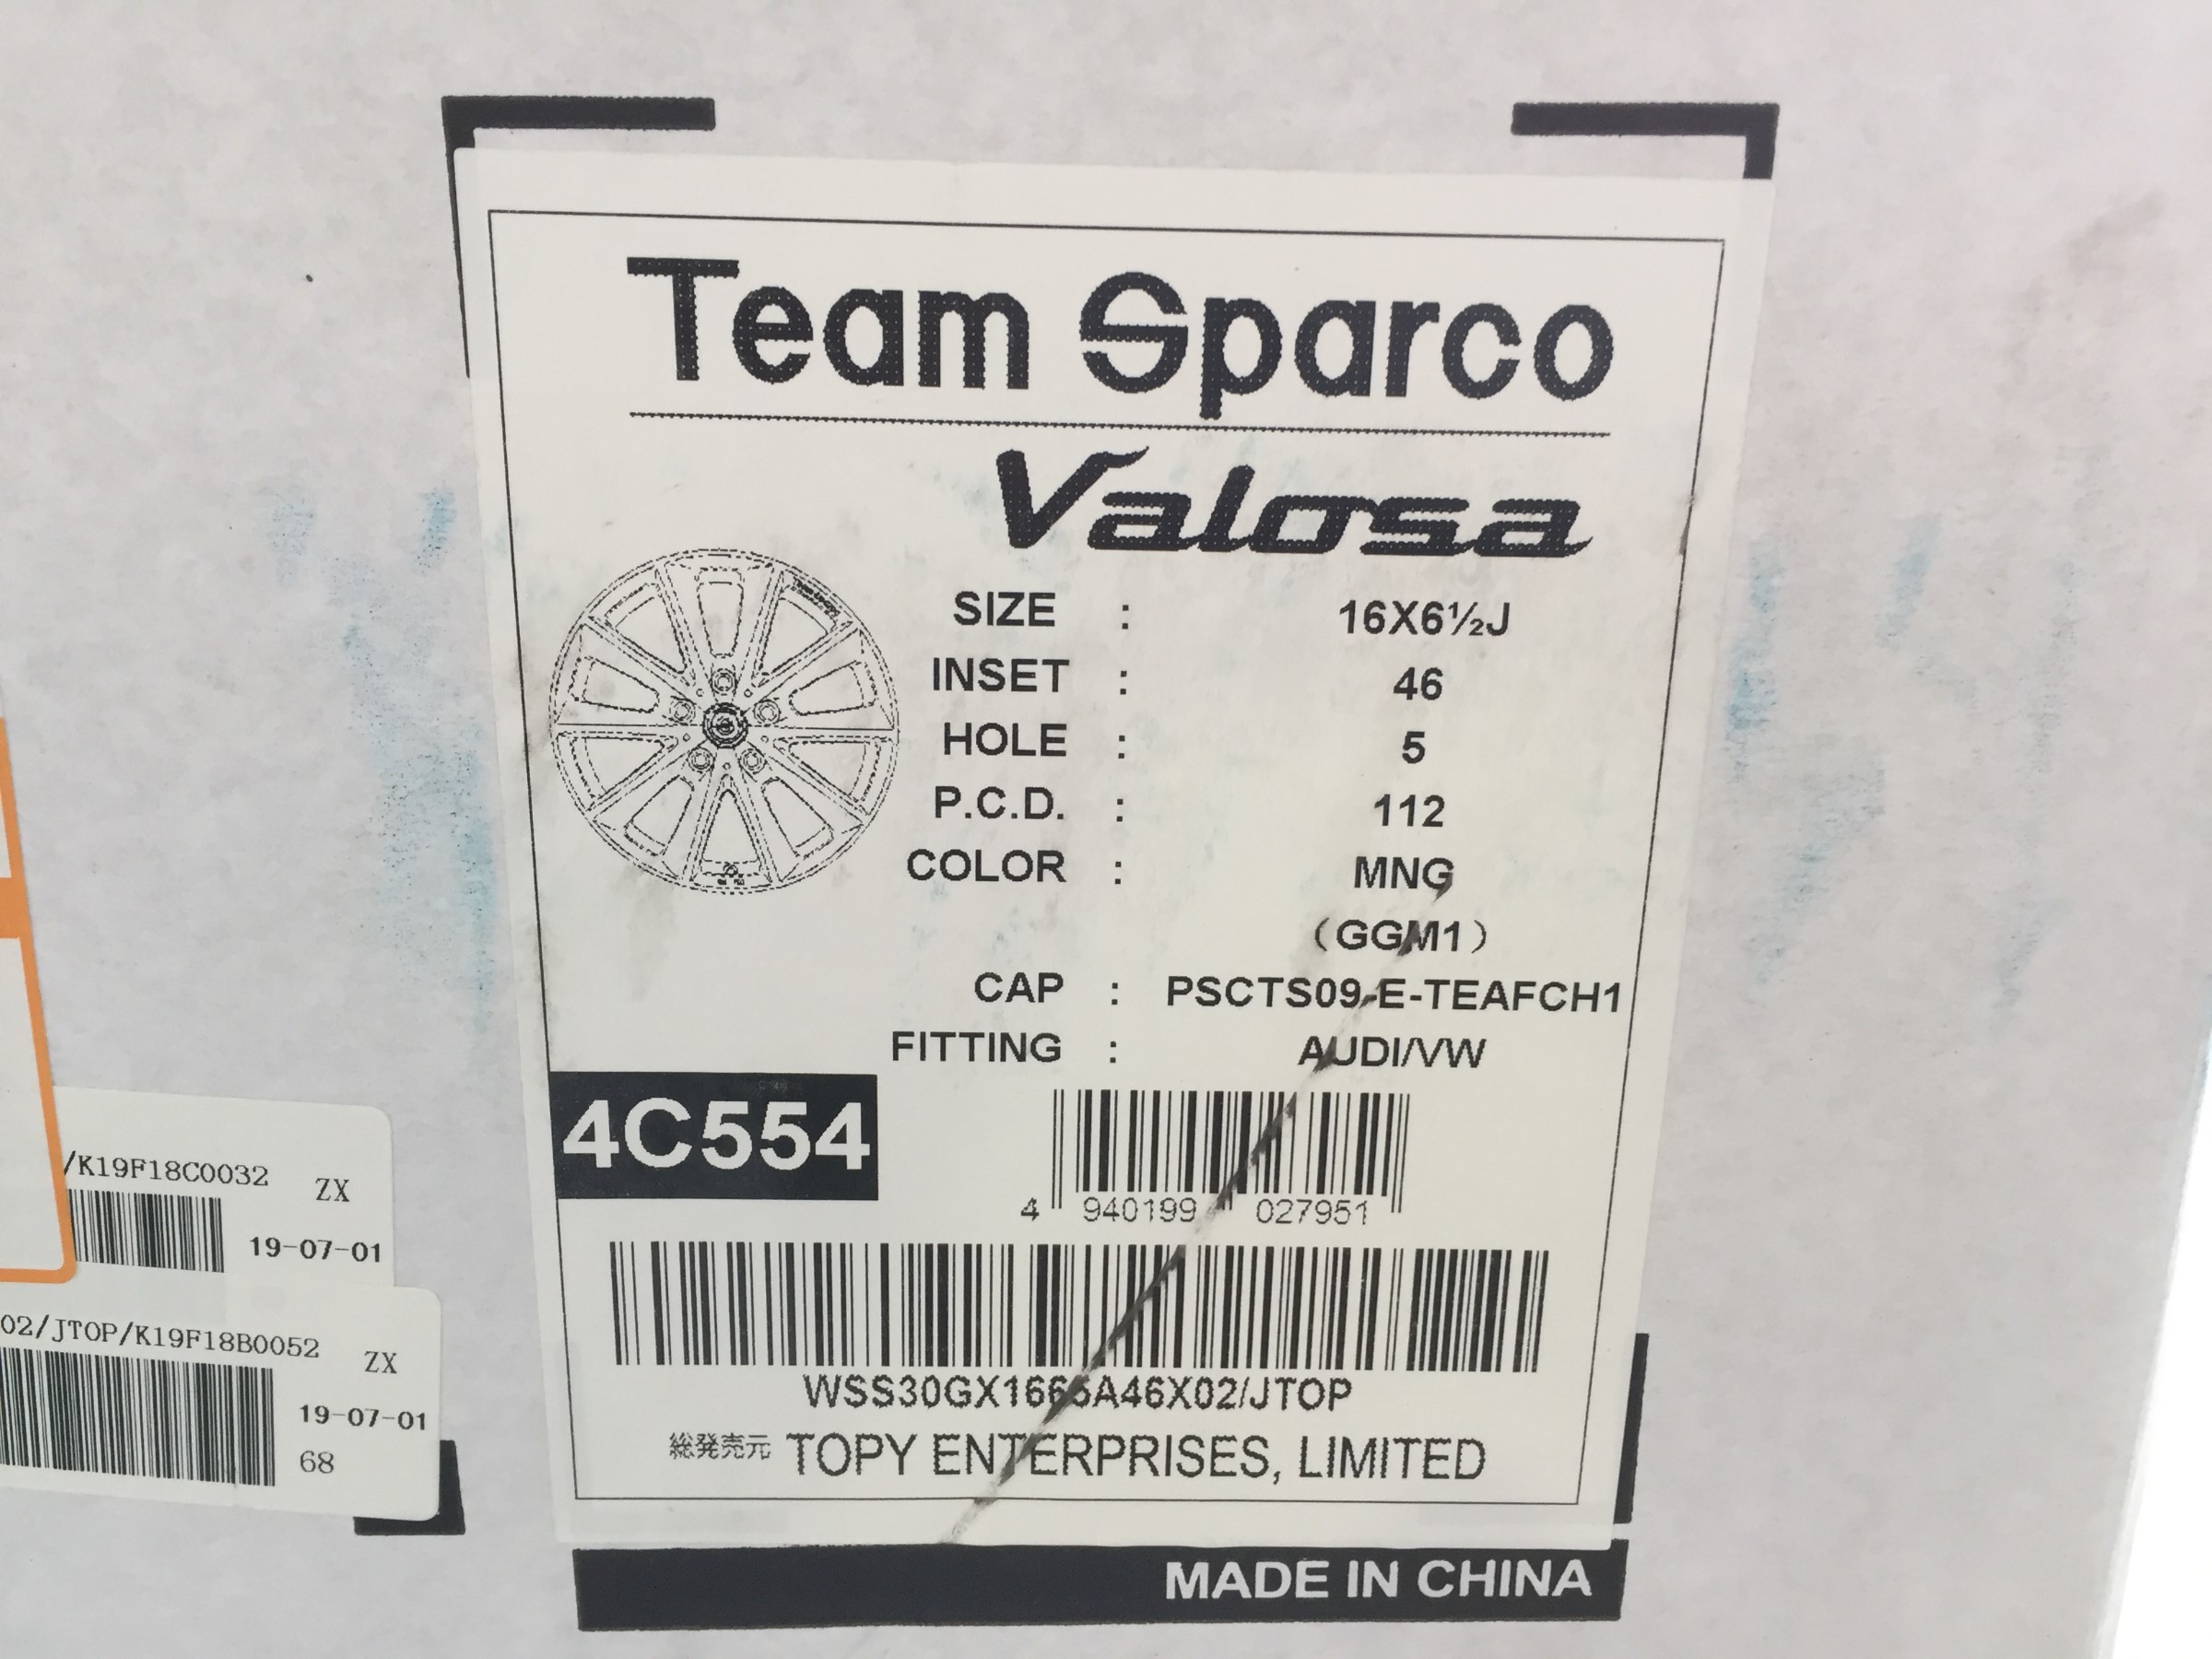 Team Sparco
Valosa
SIZE : 16X6½J
INSET : 46
HOLE : 5
P.C.D. : 112
COLOR : MNG
(GGM1)
CAP : PSCTS09-E-TEAFCH1
FITTING : AUDI/VW
4C554
4 940199 027951
WSS30GX1665A46X02/JTOP
総発売元 TOPY ENTERPRISES, LIMITED
MADE IN CHINA
/K19F18C0032 ZX
19-07-01
02/JTOP/K19F18B0052 ZX
19-07-01
68